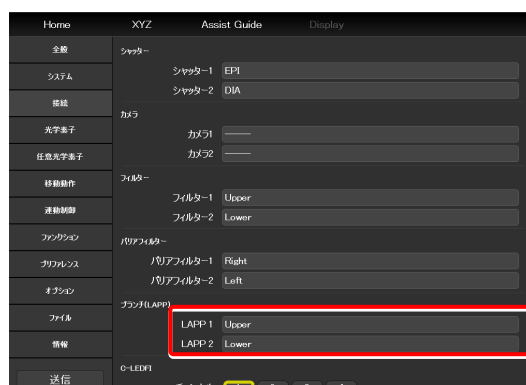 Home XYZ Assist Guide Display
全般
システム
接続
光学素子
任意光学素子
移動動作
連動制御
ファンクション
プリファレンス
オプション
ファイル
情報
送信
シャッター
シャッター1 EPI
シャッター2 DIA
カメラ
カメラ1 ――
カメラ2 ――
フィルター
フィルター1 Upper
フィルター2 Lower
バリアフィルター
バリアフィルター1 Right
バリアフィルター2 Left
ブランチ(LAPP)
LAPP 1 Upper
LAPP 2 Lower
C-LEDFI